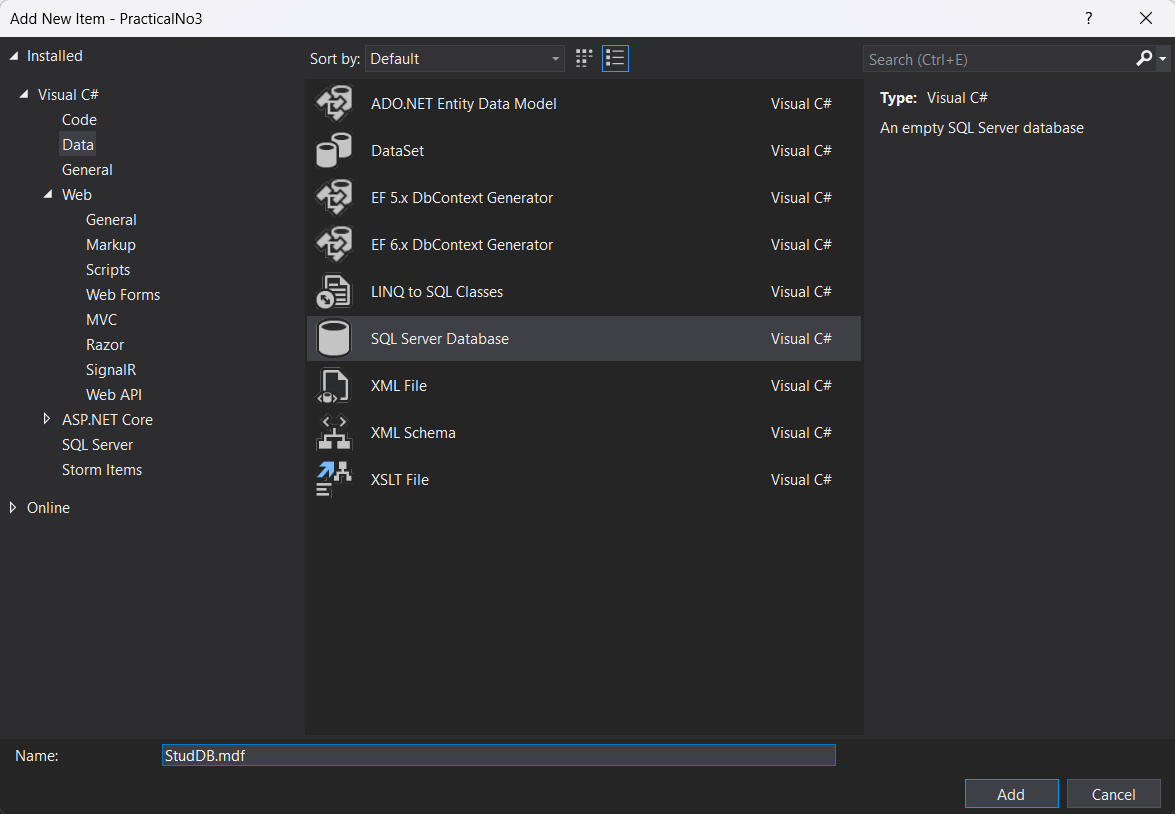 Add New Item - PracticalNo3
?
Installed
Visual C#
Code
Data
General
Web
General
Markup
Scripts
Web Forms
MVC
Razor
SignalR
Web API
ASP.NET Core
SQL Server
Storm Items
Online
Sort by: Default
ADO.NET Entity Data Model Visual C#
DataSet Visual C#
EF 5.x DbContext Generator Visual C#
EF 6.x DbContext Generator Visual C#
LINQ to SQL Classes Visual C#
SQL Server Database Visual C#
XML File Visual C#
XML Schema Visual C#
XSLT File Visual C#
Search (Ctrl+E)
Type: Visual C#
An empty SQL Server database
Name: StudDB.mdf
Add Cancel